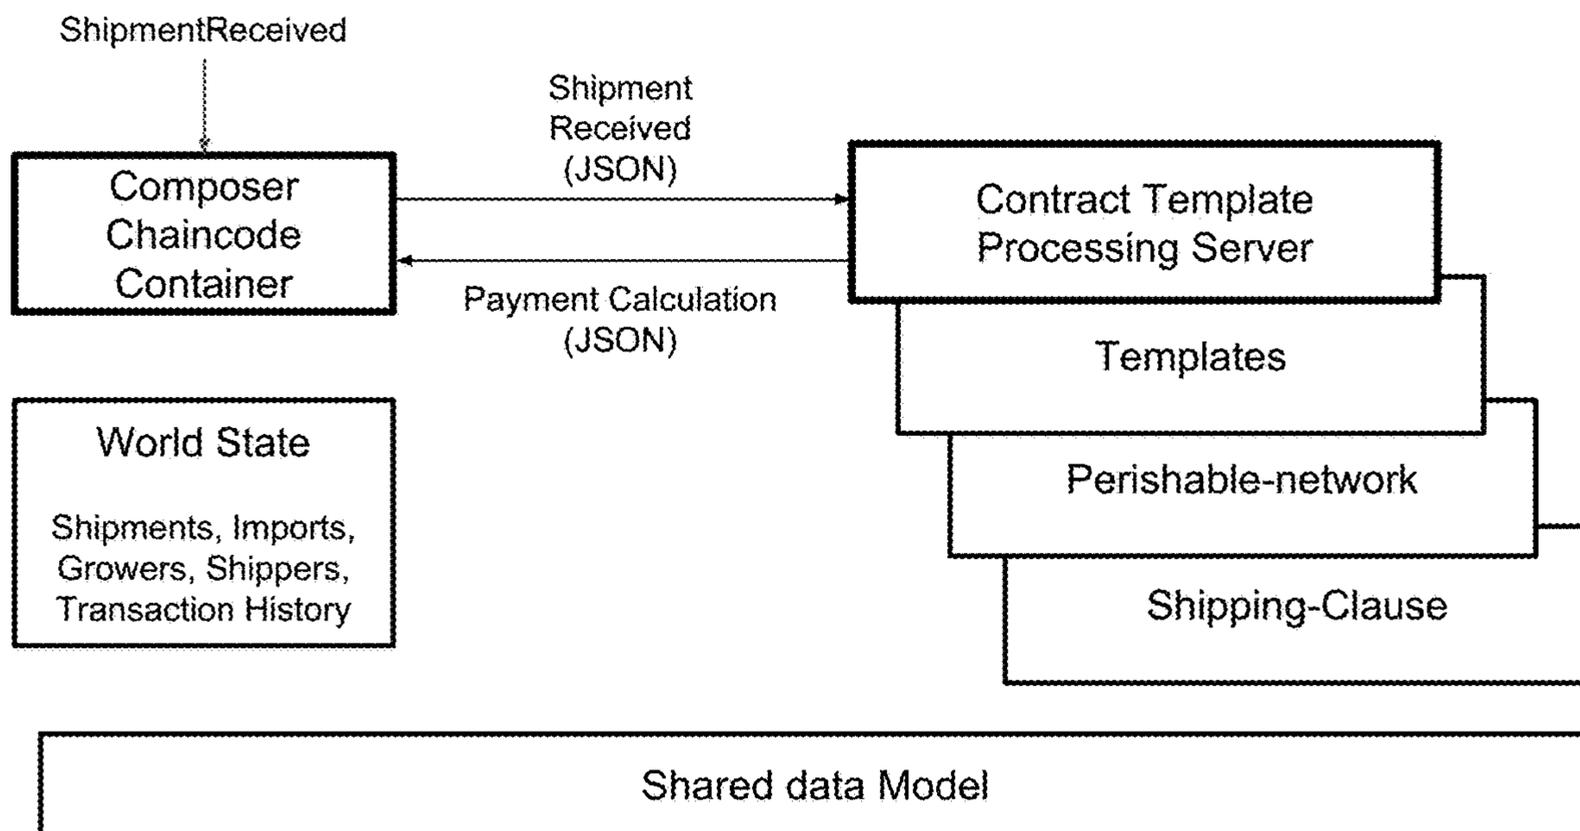 ShipmentReceived
Shipment
Received
(JSON)
Composer
Chaincode
Container
Contract Template
Processing Server
Payment Calculation
(JSON)
Templates
World State
Perishable-network
Shipments, Imports,
Growers, Shippers,
Transaction History
Shipping-Clause
Shared data Model